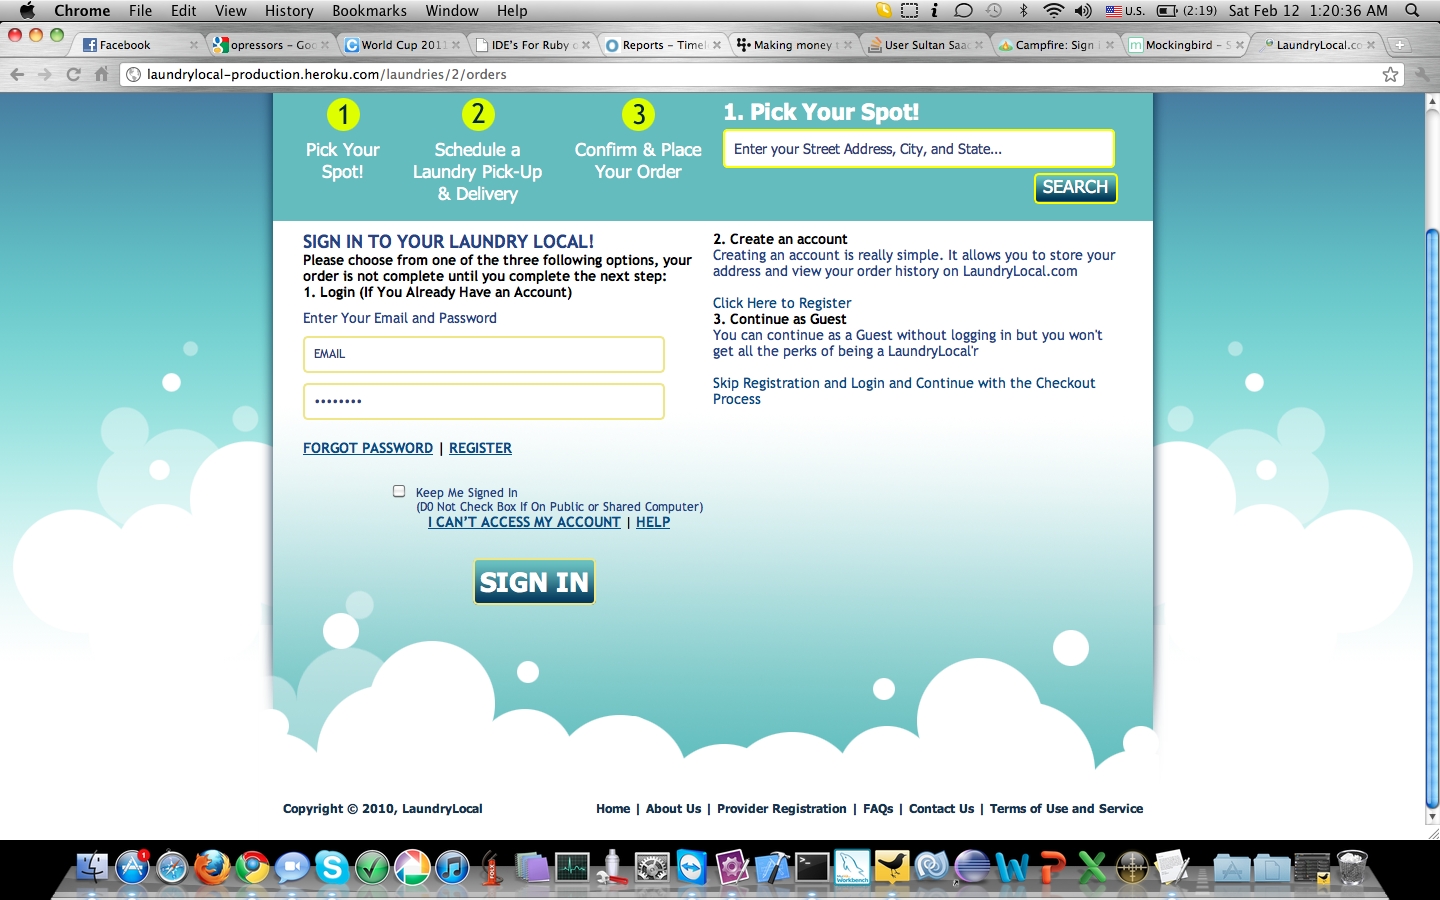 Chrome File Edit View History Bookmarks Window Help U.S. (2:19) Sat Feb 12 1:20:36 AM
Facebook opressors – Goo World Cup 2011 IDE's For Ruby o Reports – Timel Making money t User Sultan Saa Campfire: Sign i Mockingbird – S LaundryLocal.co
laundrylocal-production.heroku.com/laundries/2/orders
1 2 3
Pick Your
Spot!
Schedule a
Laundry Pick-Up
& Delivery
Confirm & Place
Your Order
1. Pick Your Spot!
Enter your Street Address, City, and State...
SEARCH
SIGN IN TO YOUR LAUNDRY LOCAL!
Please choose from one of the three following options, your
order is not complete until you complete the next step:
1. Login (If You Already Have an Account)
Enter Your Email and Password
EMAIL
••••••••
FORGOT PASSWORD | REGISTER
Keep Me Signed In
(D0 Not Check Box If On Public or Shared Computer)
I CAN'T ACCESS MY ACCOUNT | HELP
SIGN IN
2. Create an account
Creating an account is really simple. It allows you to store your
address and view your order history on LaundryLocal.com
Click Here to Register
3. Continue as Guest
You can continue as a Guest without logging in but you won't
get all the perks of being a LaundryLocal'r
Skip Registration and Login and Continue with the Checkout
Process
Copyright © 2010, LaundryLocal
Home | About Us | Provider Registration | FAQs | Contact Us | Terms of Use and Service